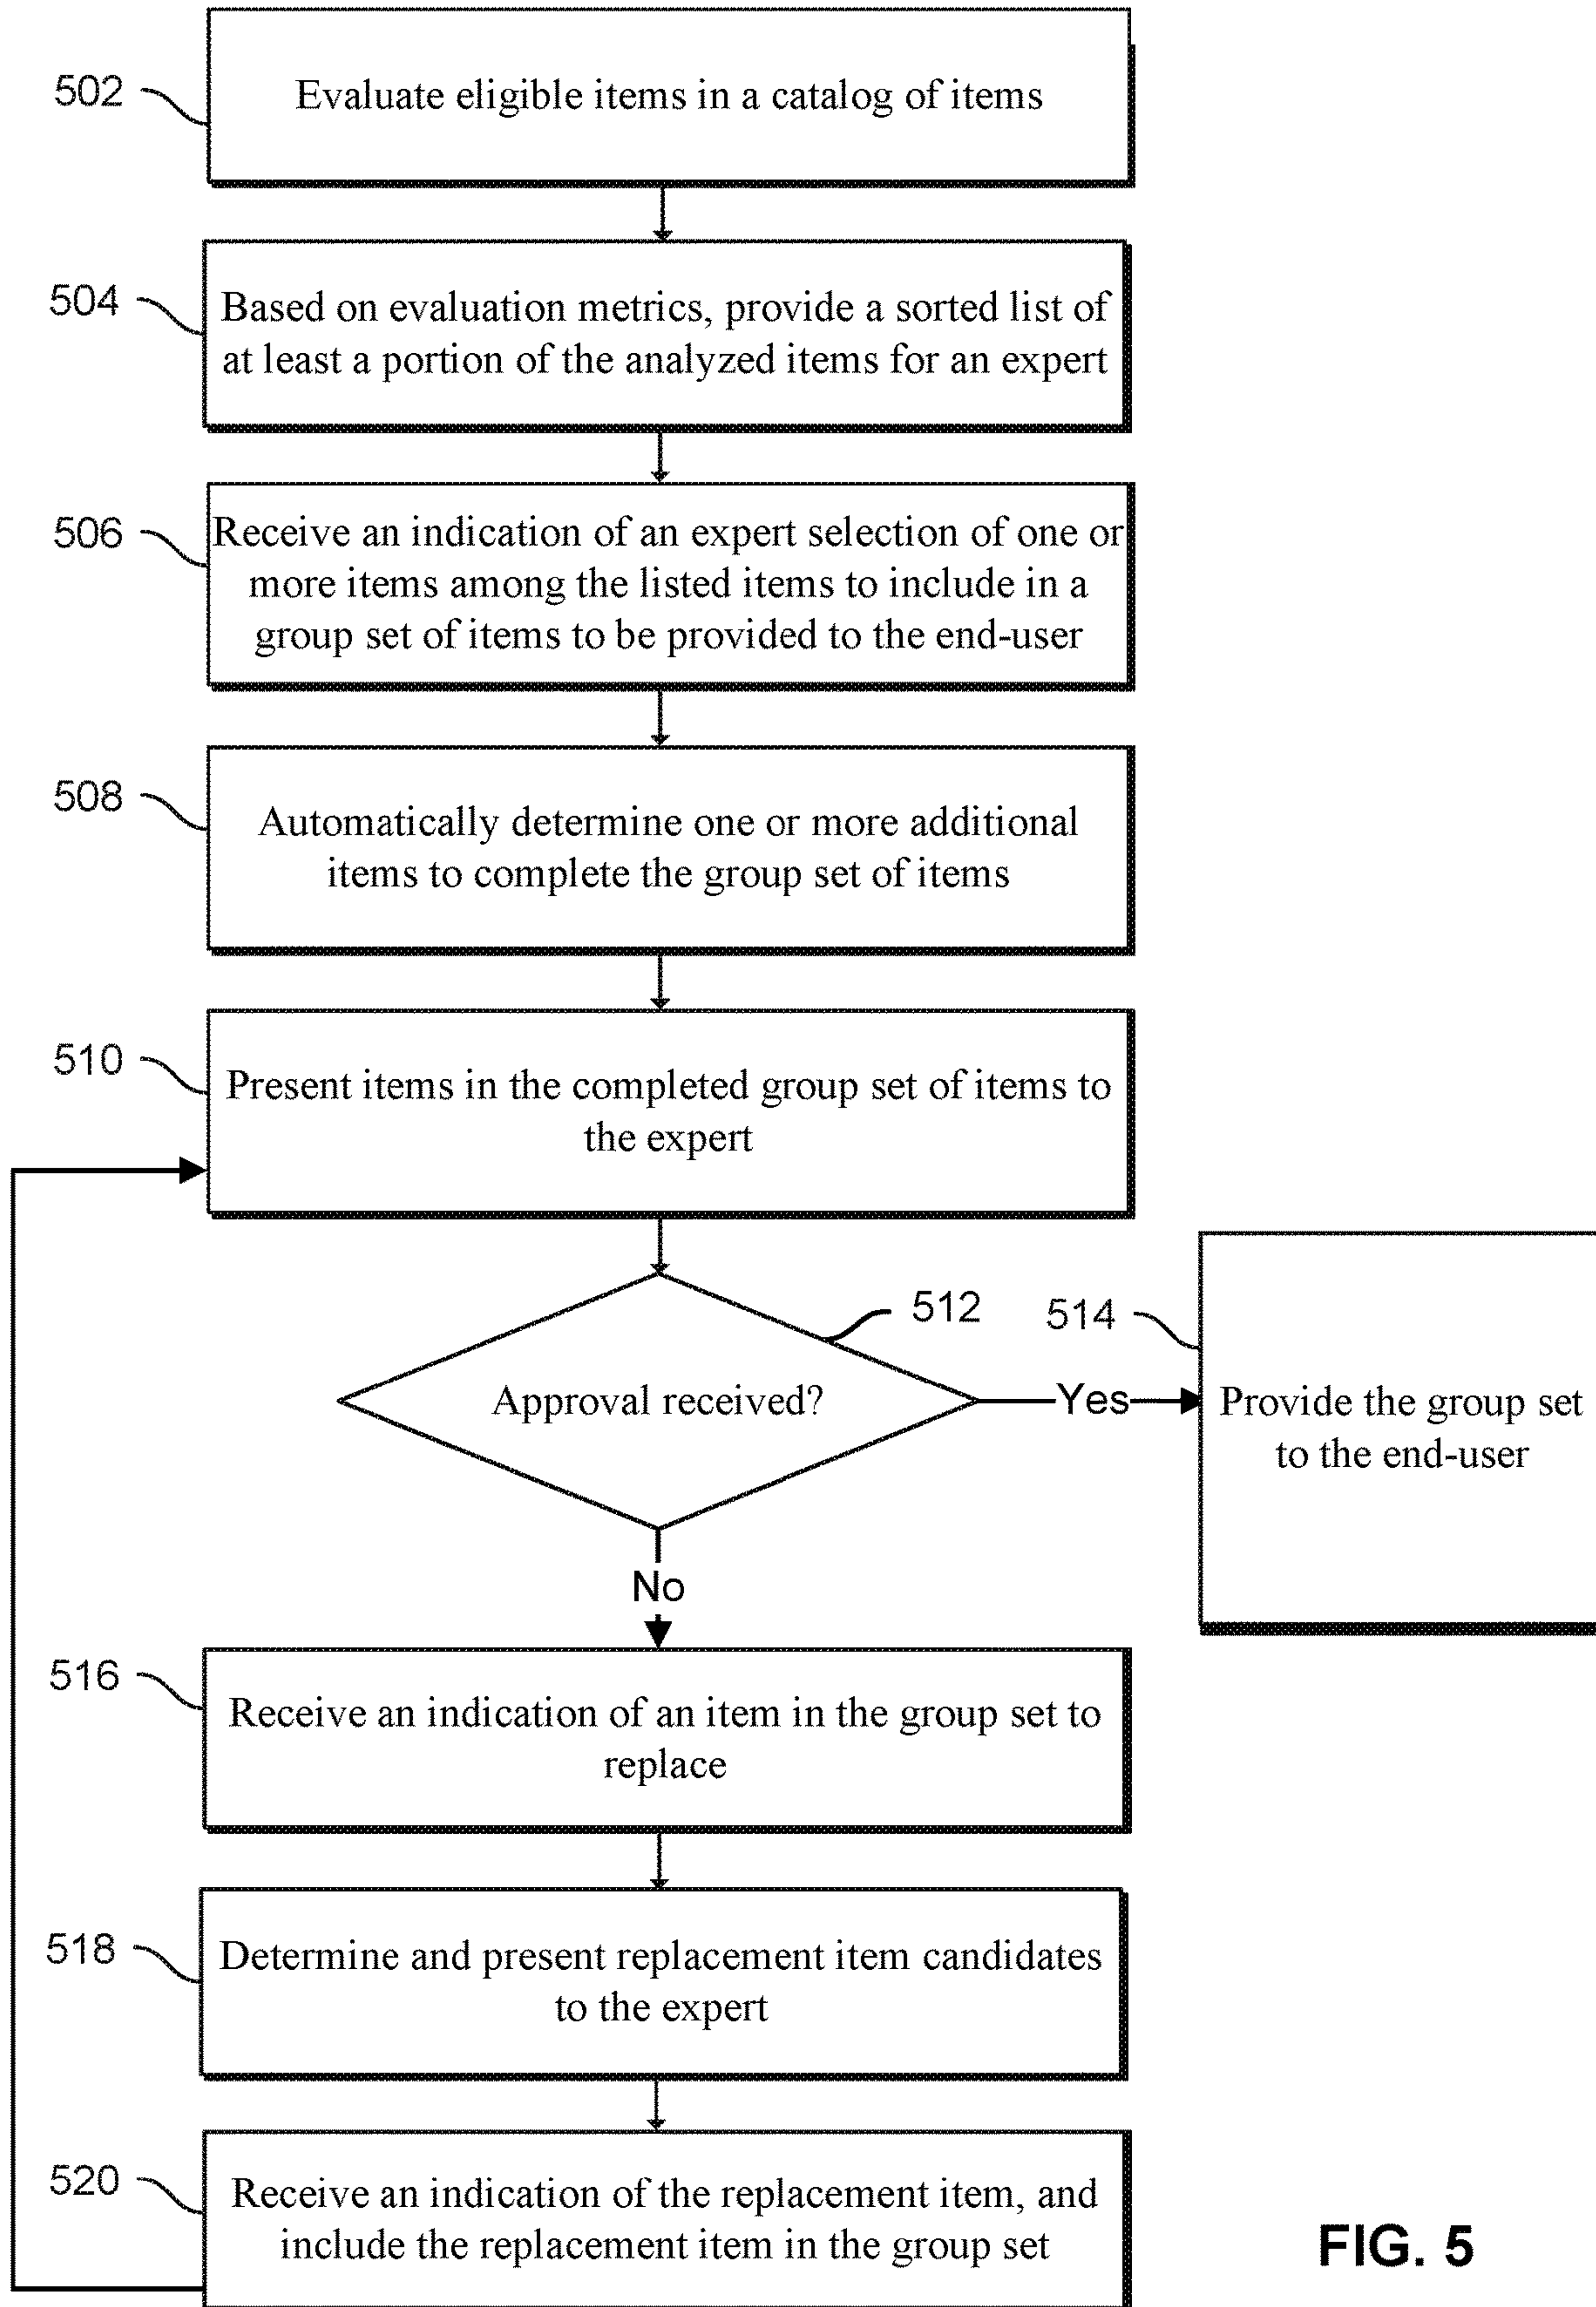 502
Evaluate eligible items in a catalog of items
504
Based on evaluation metrics, provide a sorted list of
at least a portion of the analyzed items for an expert
506
Receive an indication of an expert selection of one or
more items among the listed items to include in a
group set of items to be provided to the end-user
508
Automatically determine one or more additional
items to complete the group set of items
510
Present items in the completed group set of items to
the expert
512
Approval received?
Yes
514
Provide the group set
to the end-user
No
516
Receive an indication of an item in the group set to
replace
518
Determine and present replacement item candidates
to the expert
520
Receive an indication of the replacement item, and
include the replacement item in the group set
FIG. 5